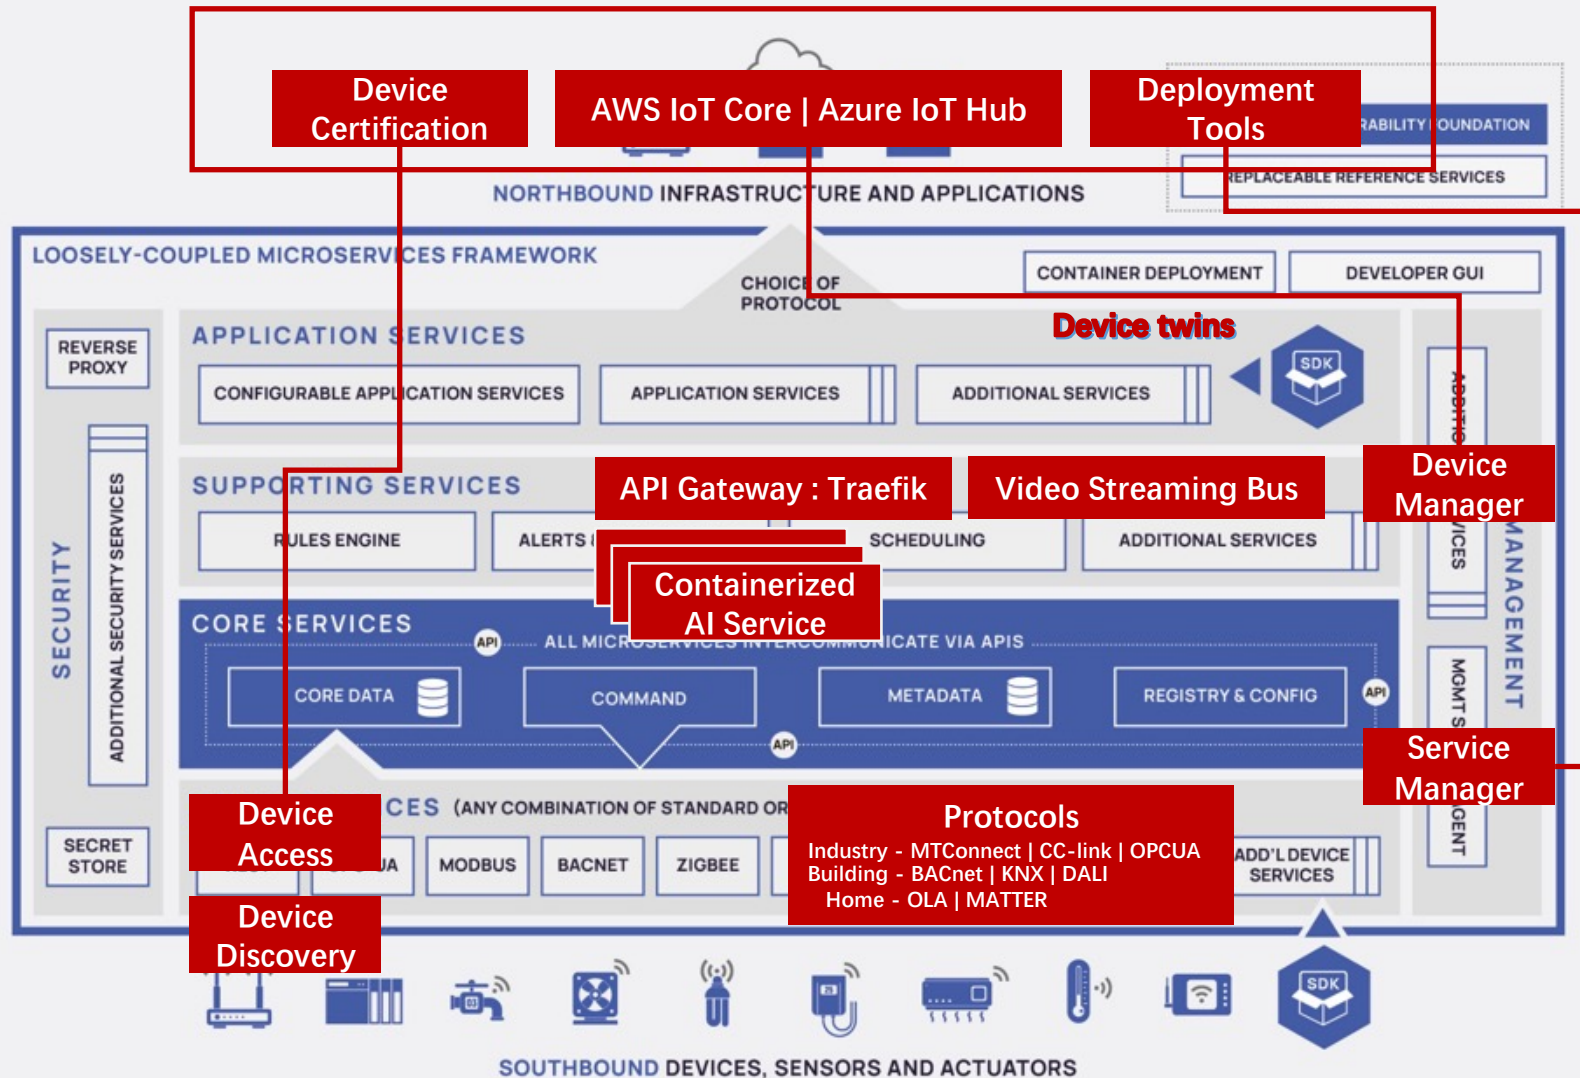 Device
Certification
AWS IoT Core | Azure IoT Hub
Deployment
Tools
FOUNDATION
REPLACEABLE REFERENCE SERVICES
NORTHBOUND INFRASTRUCTURE AND APPLICATIONS
LOOSELY-COUPLED MICROSERVICES FRAMEWORK
CHOICE OF
PROTOCOL
CONTAINER DEPLOYMENT
DEVELOPER GUI
REVERSE
PROXY
APPLICATION SERVICES
Device twins
SDK
CONFIGURABLE APPLICATION SERVICES
APPLICATION SERVICES
ADDITIONAL SERVICES
SUPPORTING SERVICES
API Gateway : Traefik
Video Streaming Bus
Device
Manager
RULES ENGINE
ALERTS &
SCHEDULING
ADDITIONAL SERVICES
SECURITY
ADDITIONAL SECURITY SERVICES
MANAGEMENT
Containerized
AI Service
CORE SERVICES
API
ALL MICROSERVICES INTERCOMMUNICATE VIA APIS
CORE DATA
COMMAND
METADATA
REGISTRY & CONFIG
API
API
MGMT
Service
Manager
Device
Access
(ANY COMBINATION OF STANDARD OR
Protocols
Industry - MTConnect | CC-link | OPCUA
Building - BACnet | KNX | DALI
Home - OLA | MATTER
SECRET
STORE
MODBUS
BACNET
ZIGBEE
ADD'L DEVICE
SERVICES
Device
Discovery
SDK
SOUTHBOUND DEVICES, SENSORS AND ACTUATORS